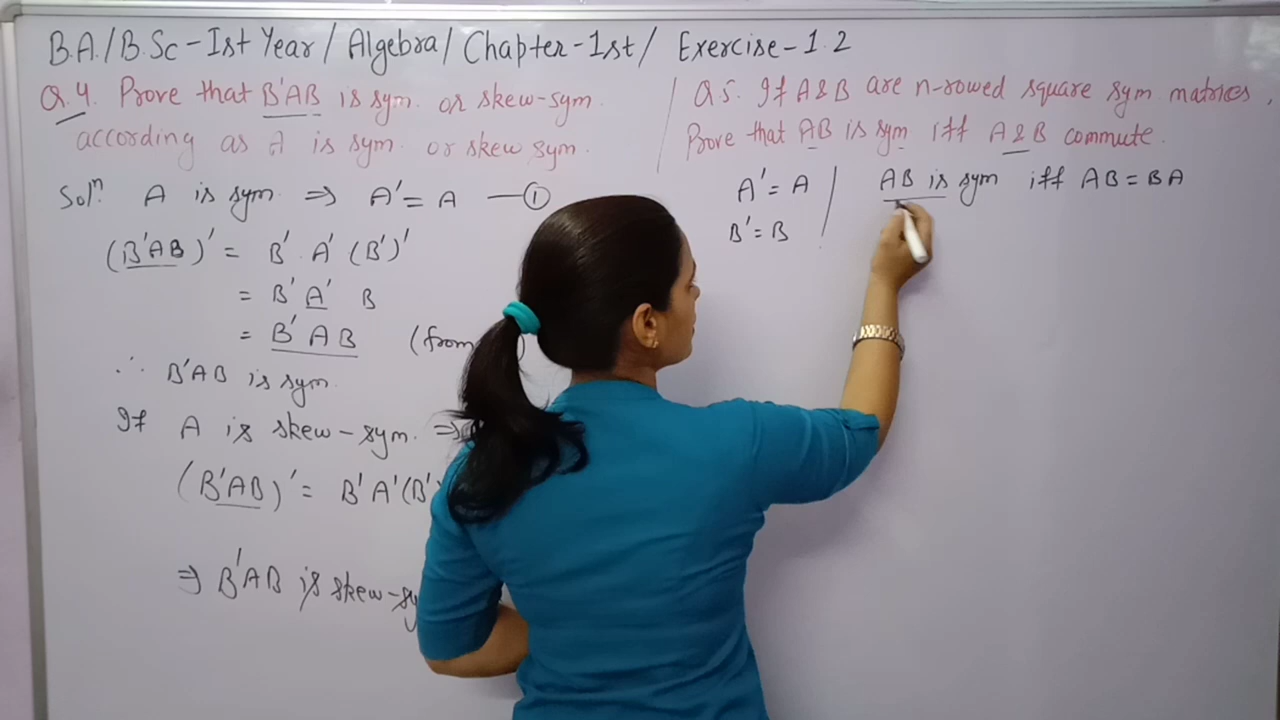 B.A./B.Sc-Ist Year/Algebra/Chapter-1st/ Exercise-1.2
Q.4. Prove that B'AB is sym. or skew-sym.
according as A is sym. or skew sym.
Solⁿ. A is sym ⇒ A' = A —①
(B'AB)' = B'. A' (B')'
= B' A' B
= B' A B (from
∴ B'AB is sym.
If A is skew-sym. ⇒
(B'AB)' = B'A'(B')
⇒ B'AB is skew-sy
Q 5. If A & B are n-rowed square sym matrices,
Prove that AB is sym iff A & B commute.
A' = A / AB is sym iff AB = BA
B' = B